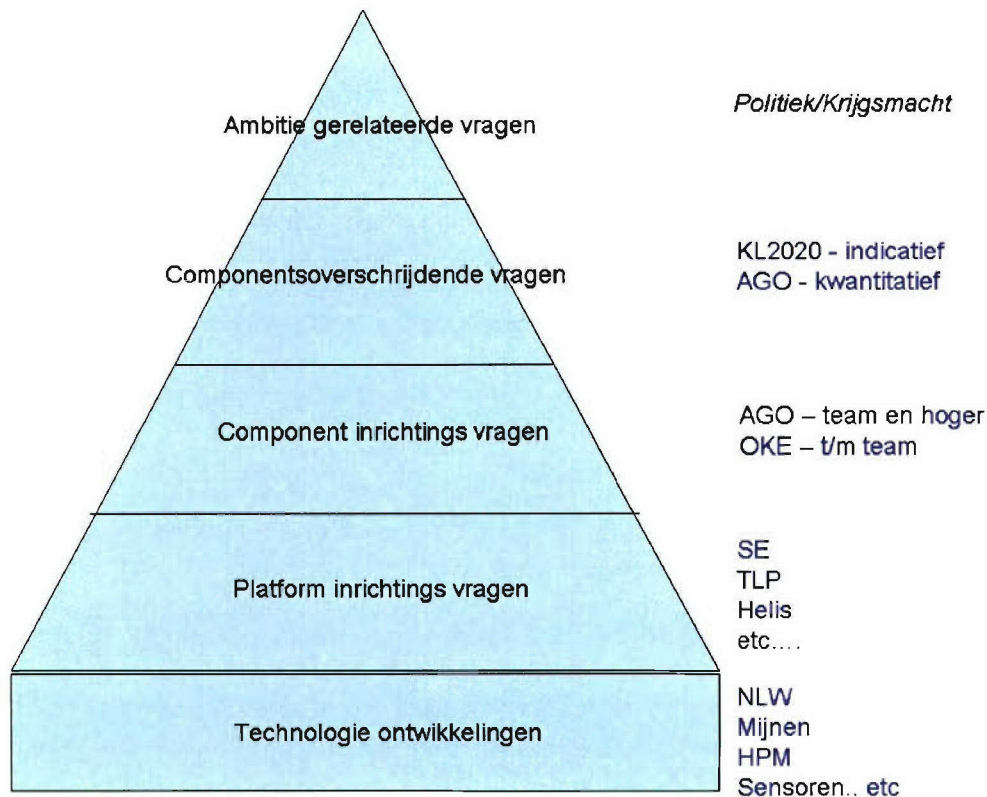 Politiek/Krijgsmacht
Ambitie gerelateerde vragen
KL2020 - indicatief
Componentsoverschrijdende vragen
AGO - kwantitatief
AGO – team en hoger
Component inrichtings vragen
OKE – t/m team
SE
TLP
Platform inrichtings vragen
Helis
etc....
NLW
Mijnen
Technologie ontwikkelingen
HPM
Sensoren.. etc